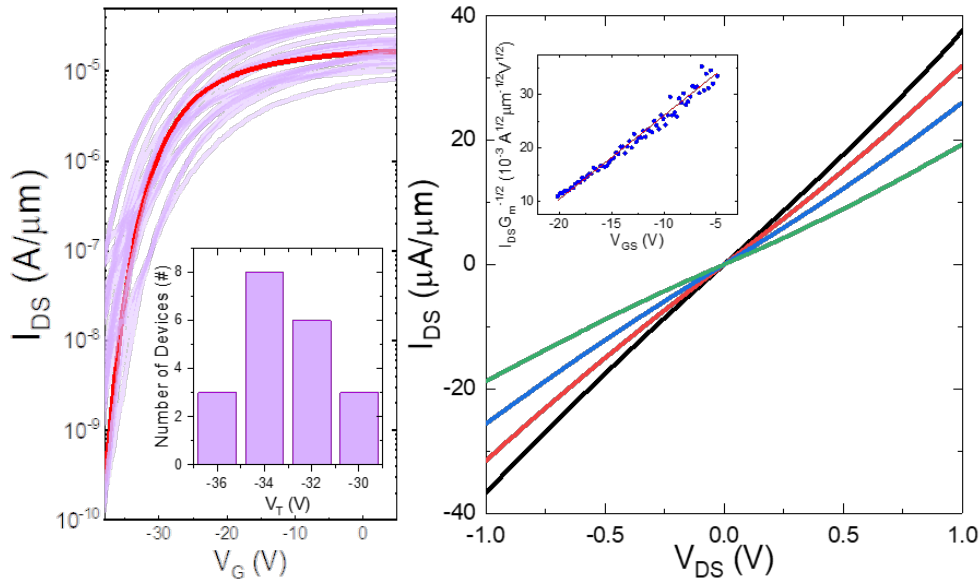 I_DS (A/μm)
10^-5
10^-6
10^-7
10^-8
10^-9
10^-10
-30 -20 -10 0
V_G (V)
Number of Devices (#)
8
6
4
2
0
-36 -34 -32 -30
V_T (V)
I_DS (μA/μm)
40
20
0
-20
-40
-1.0 -0.5 0.0 0.5 1.0
V_DS (V)
I_DS G_m^-1/2 (10^-3 A^1/2 μm^-1/2 V^1/2)
30
20
10
-20 -15 -10 -5
V_GS (V)